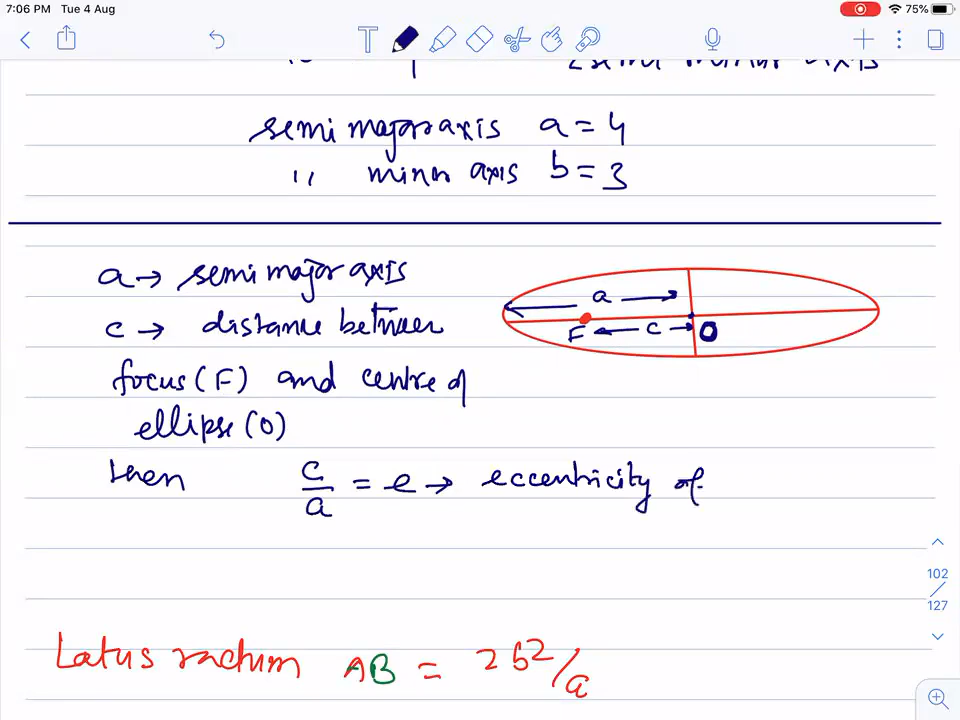 7:06 PM Tue 4 Aug
75%
T
semi major axis a = 4
" minor axis b = 3
a → semi major axis
c → distance between
focus (F) and centre of
ellipse (O)
then c/a = e → eccentricity of
a
F c O
102
/
127
Latus ractum AB = 2b²/a